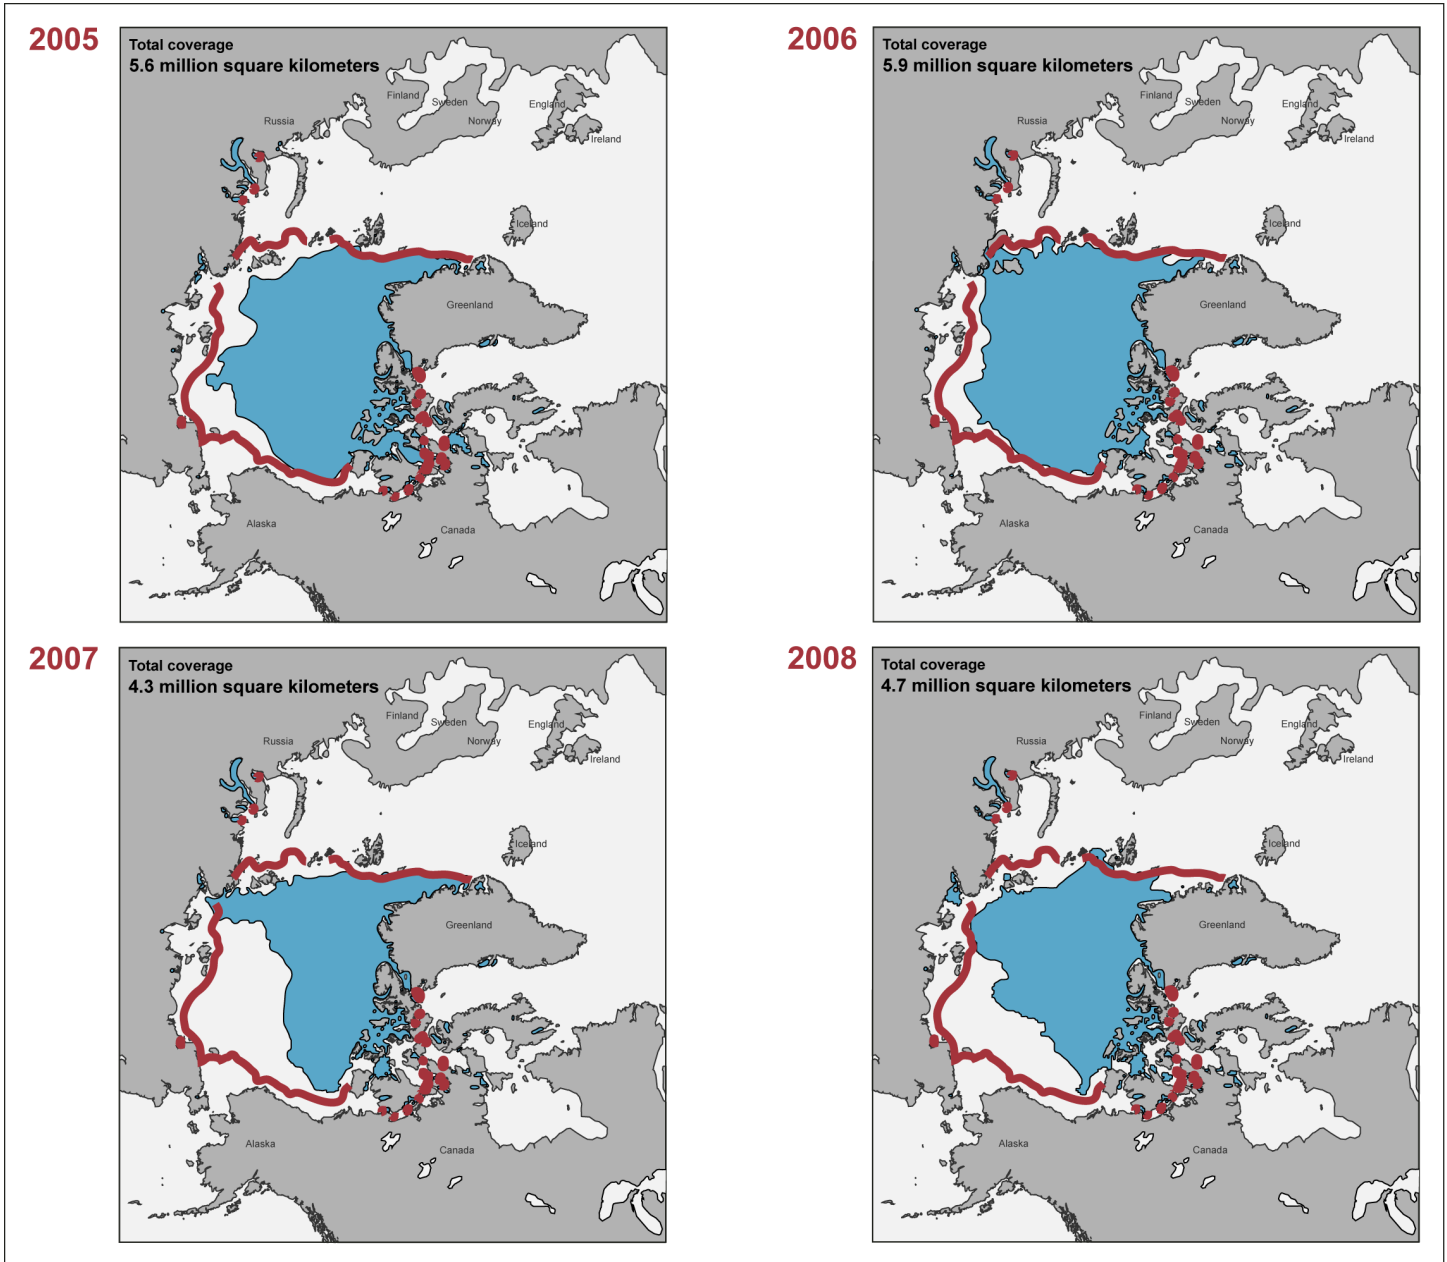 2005
Total coverage
5.6 million square kilometers
Finland
Sweden
Norway
England
Ireland
Russia
Iceland
Greenland
Alaska
Canada
2006
Total coverage
5.9 million square kilometers
Finland
Sweden
Norway
England
Ireland
Russia
Iceland
Greenland
Alaska
Canada
2007
Total coverage
4.3 million square kilometers
Finland
Sweden
Norway
England
Ireland
Russia
Iceland
Greenland
Alaska
Canada
2008
Total coverage
4.7 million square kilometers
Finland
Sweden
Norway
England
Ireland
Russia
Iceland
Greenland
Alaska
Canada